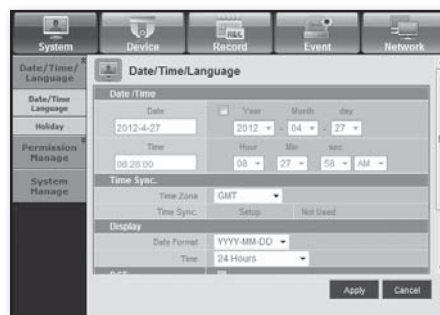 System Device Record Event Network
Date/Time/
Language
Date/Time
Language
Holiday
Permission
Manage
System
Manage
Date/Time/Language
Date /Time
Date Year Month day
2012-4-27 2012 - 04 - 27
Time Hour Min sec
08:28:00 08 27 58 AM
Time Sync.
Time Zone GMT
Time Sync. Setup Not Used
Display
Date Format YYYY-MM-DD
Time 24 Hours
DST
Apply Cancel